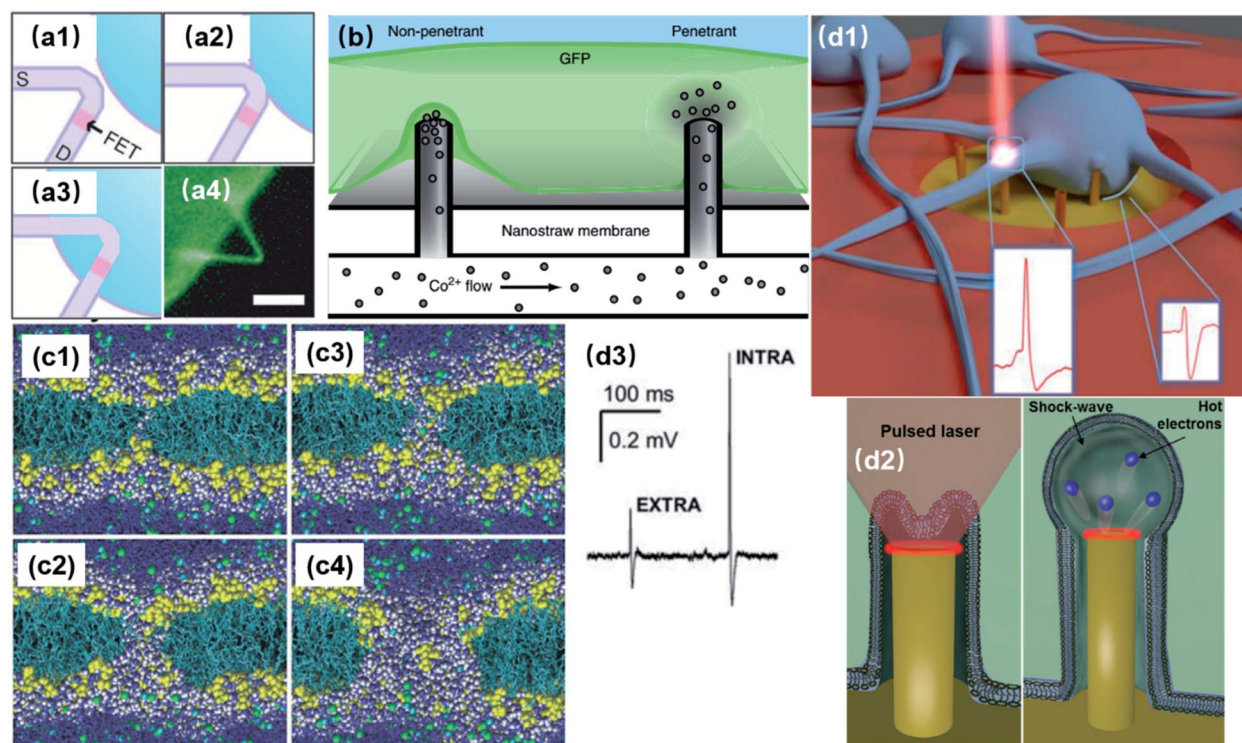 (a1)
S
FET
D
(a2)
(a3)
(a4)
(b)
Non-penetrant
Penetrant
GFP
Nanostraw membrane
Co²⁺ flow
(d1)
(c1)
(c3)
(c2)
(c4)
(d3)
INTRA
100 ms
0.2 mV
EXTRA
Pulsed laser
(d2)
Shock-wave
Hot
electrons